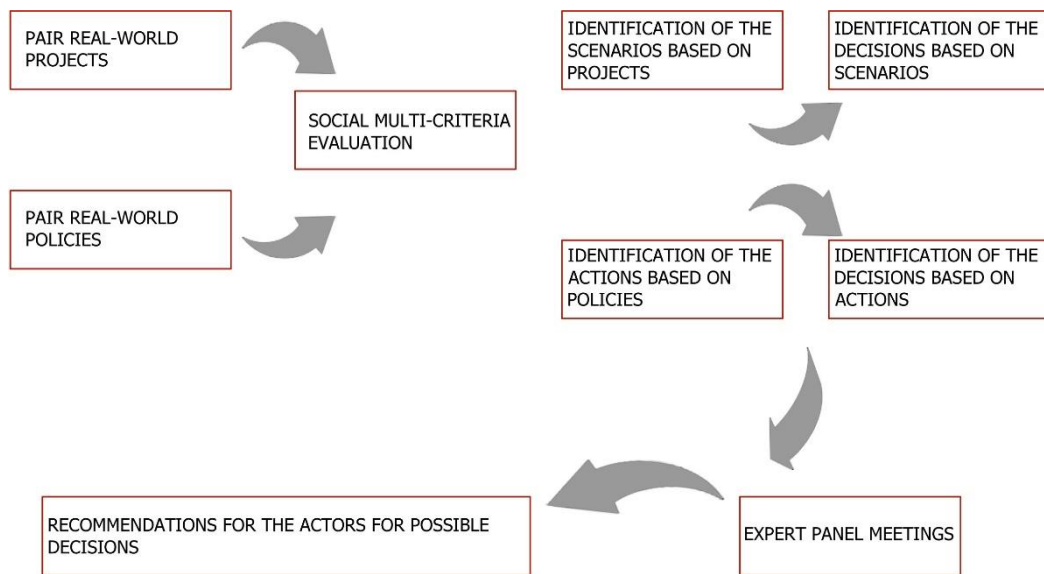 PAIR REAL-WORLD
PROJECTS
SOCIAL MULTI-CRITERIA
EVALUATION
PAIR REAL-WORLD
POLICIES
IDENTIFICATION OF THE
SCENARIOS BASED ON
PROJECTS
IDENTIFICATION OF THE
DECISIONS BASED ON
SCENARIOS
IDENTIFICATION OF THE
ACTIONS BASED ON
POLICIES
IDENTIFICATION OF THE
DECISIONS BASED ON
ACTIONS
EXPERT PANEL MEETINGS
RECOMMENDATIONS FOR THE ACTORS FOR POSSIBLE
DECISIONS